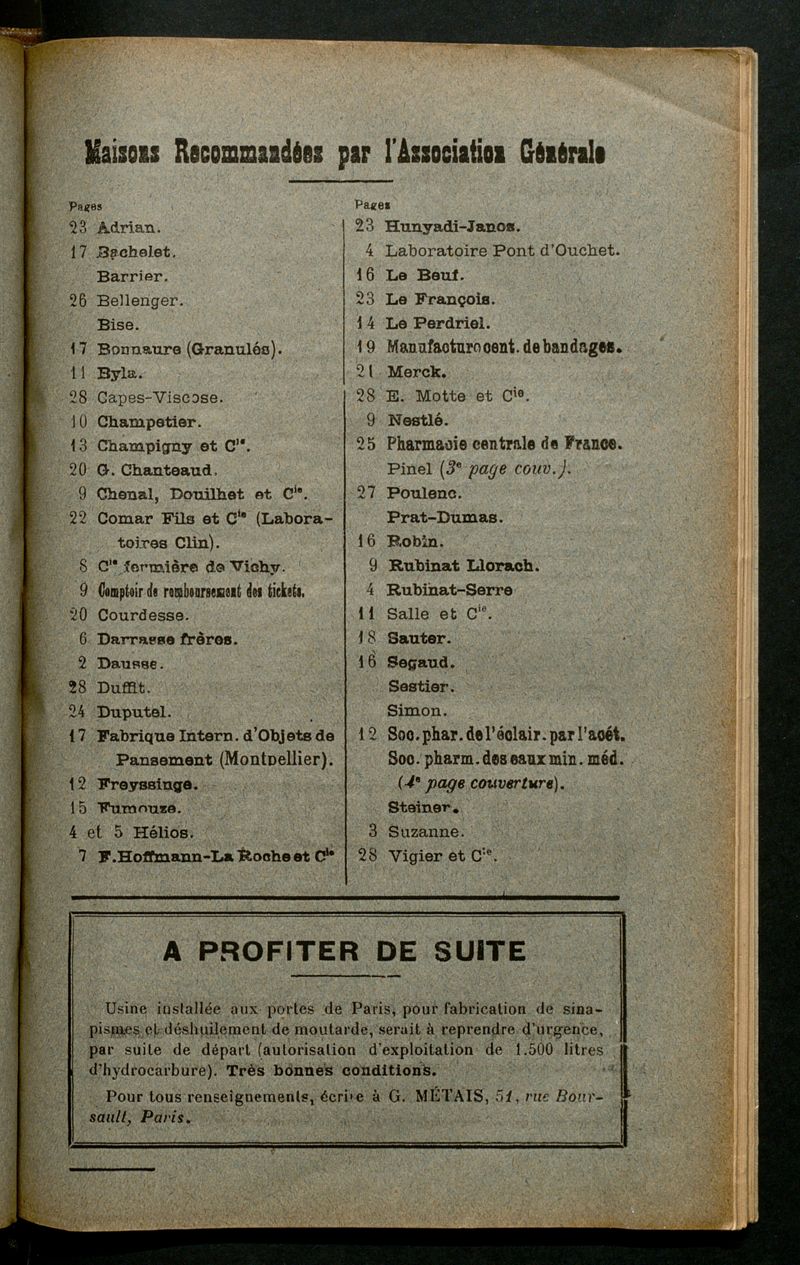 Maisons Recommandées par l'Association Générale
Pages
23 Adrian.
17 Bachelet.
Barrier.
26 Bellenger.
Bise.
17 Bonnaure (Granulés).
11 Byla.
28 Capes-Viscose.
10 Champetier.
13 Champigny et Cie.
20 G. Chanteaud.
9 Chenal, Douilhet et Cie.
22 Comar Fils et Cie (Labora-
toires Clin).
8 Cie fermière de Vichy.
9 Comptoir de remboursement des tickets.
20 Courdesse.
6 Darrasse frères.
2 Dausse.
28 Duffit.
24 Duputel.
17 Fabrique Intern. d'Objets de
Pansement (Montpellier).
12 Freyssinge.
15 Fumouze.
4 et 5 Hélios.
7 F. Hoffmann-La Roche et Cie
Pages
23 Hunyadi-Janos.
4 Laboratoire Pont d'Ouchet.
16 Le Beuf.
23 Le François.
14 Le Perdriel.
19 Manufacture cent. de bandages.
21 Merck.
28 E. Motte et Cie.
9 Nestlé.
25 Pharmacie centrale de France.
Pinel (3e page couv.).
27 Poulenc.
Prat-Dumas.
16 Robin.
9 Rubinat Llorach.
4 Rubinat-Serre
11 Salle et Cie.
18 Sauter.
16 Segaud.
Sestier.
Simon.
12 Soc. phar. de l'éclair. par l'acét.
Soc. pharm. des eaux min. méd.
(4e page couverture).
Steiner.
3 Suzanne.
28 Vigier et Cie.
A PROFITER DE SUITE
Usine installée aux portes de Paris, pour fabrication de sina-
pismes et déshuilement de moutarde, serait à reprendre d'urgence,
par suite de départ (autorisation d'exploitation de 1.500 litres
d'hydrocarbure). Très bonnes conditions.
Pour tous renseignements, écrire à G. MÉTAIS, 51, rue Bour-
sault, Paris.